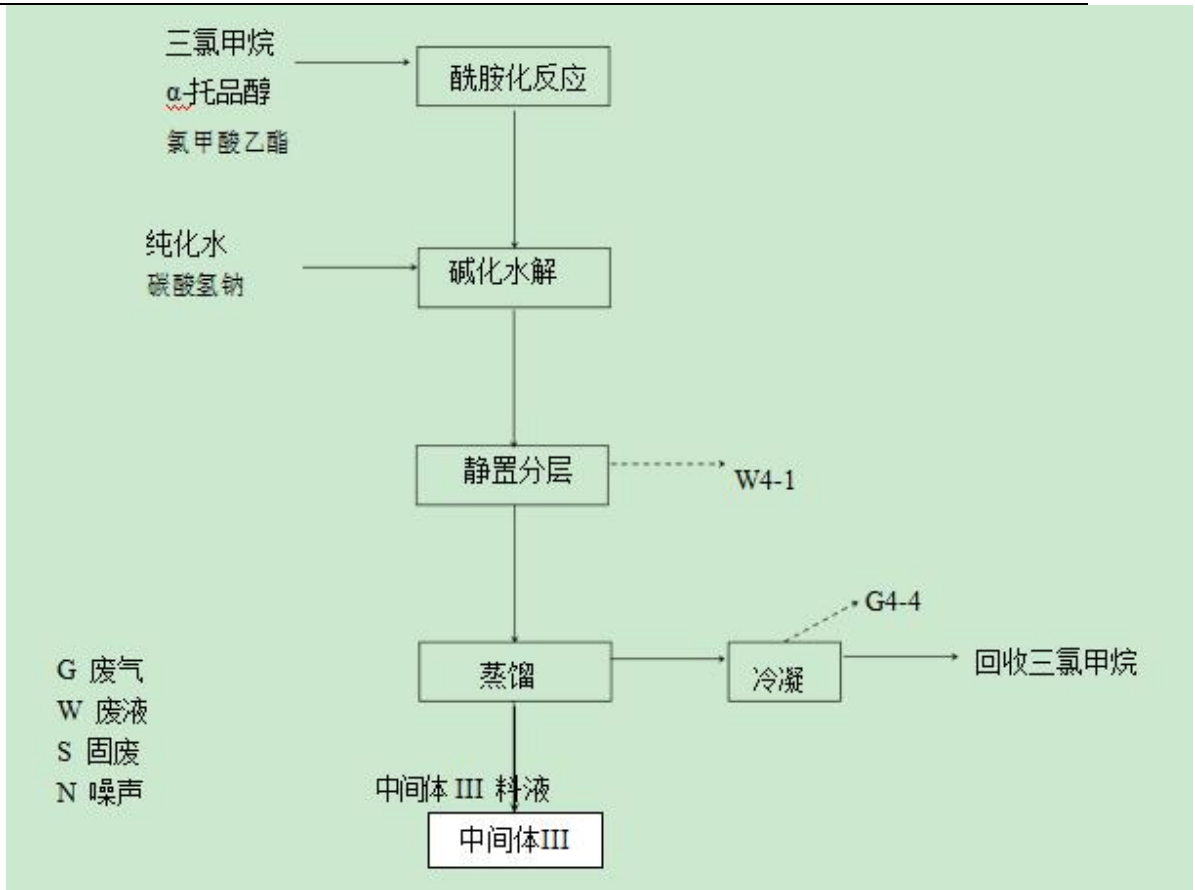 三氯甲烷
α-托品醇
氯甲酸乙酯
酰胺化反应
纯化水
碳酸氢钠
碱化水解
静置分层
W4-1
G4-4
蒸馏
冷凝
回收三氯甲烷
G 废气
W 废液
S 固废
N 噪声
中间体 III 料液
中间体III